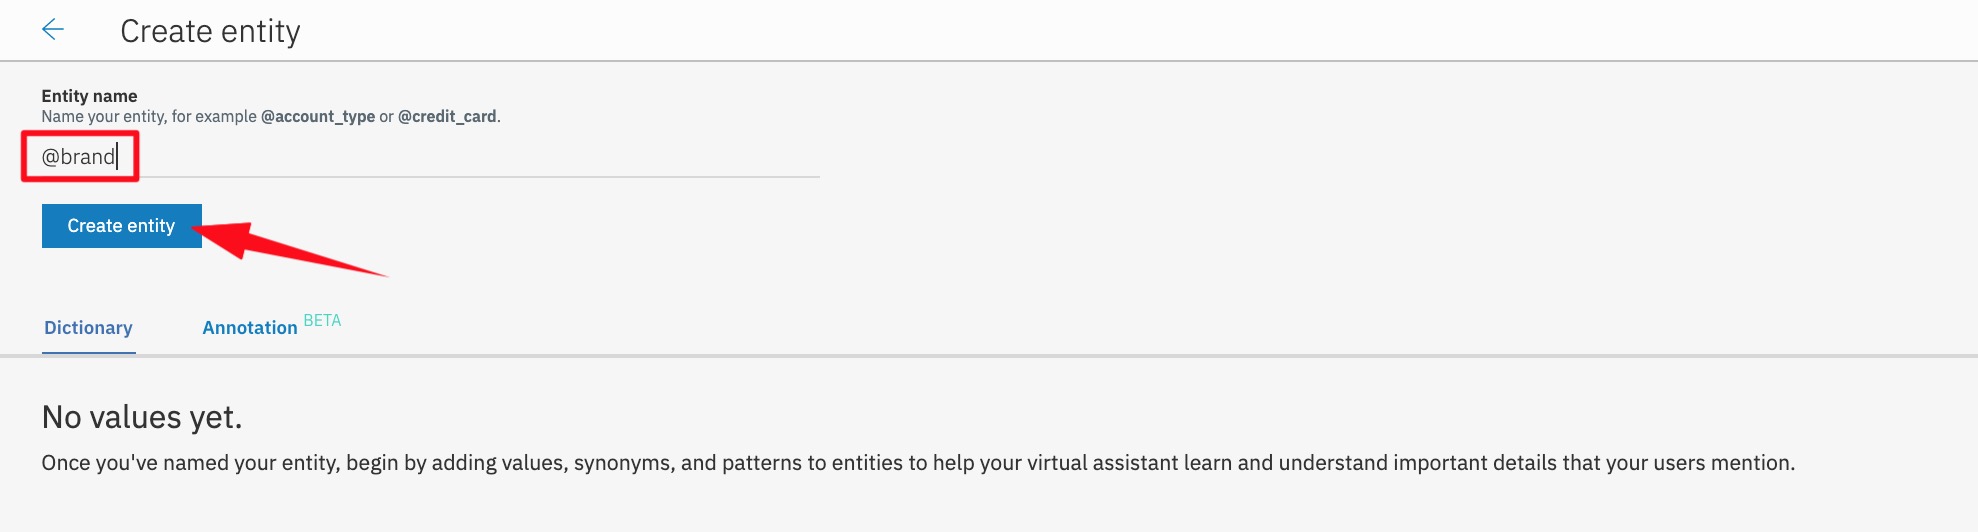 Create entity
Entity name
Name your entity, for example @account_type or @credit_card.
@brand
Create entity
Dictionary Annotation BETA
No values yet.
Once you've named your entity, begin by adding values, synonyms, and patterns to entities to help your virtual assistant learn and understand important details that your users mention.